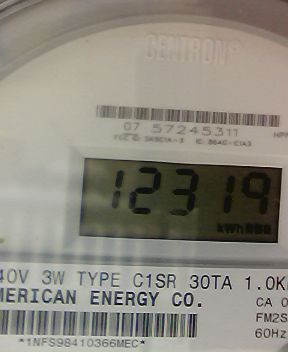 CENTRON®
07 57245311
12319
kWh
40V 3W TYPE C1SR 30TA 1.0K
MERICAN ENERGY CO.
CA 0
FM2S
60Hz
*1NFS98410366MEC*